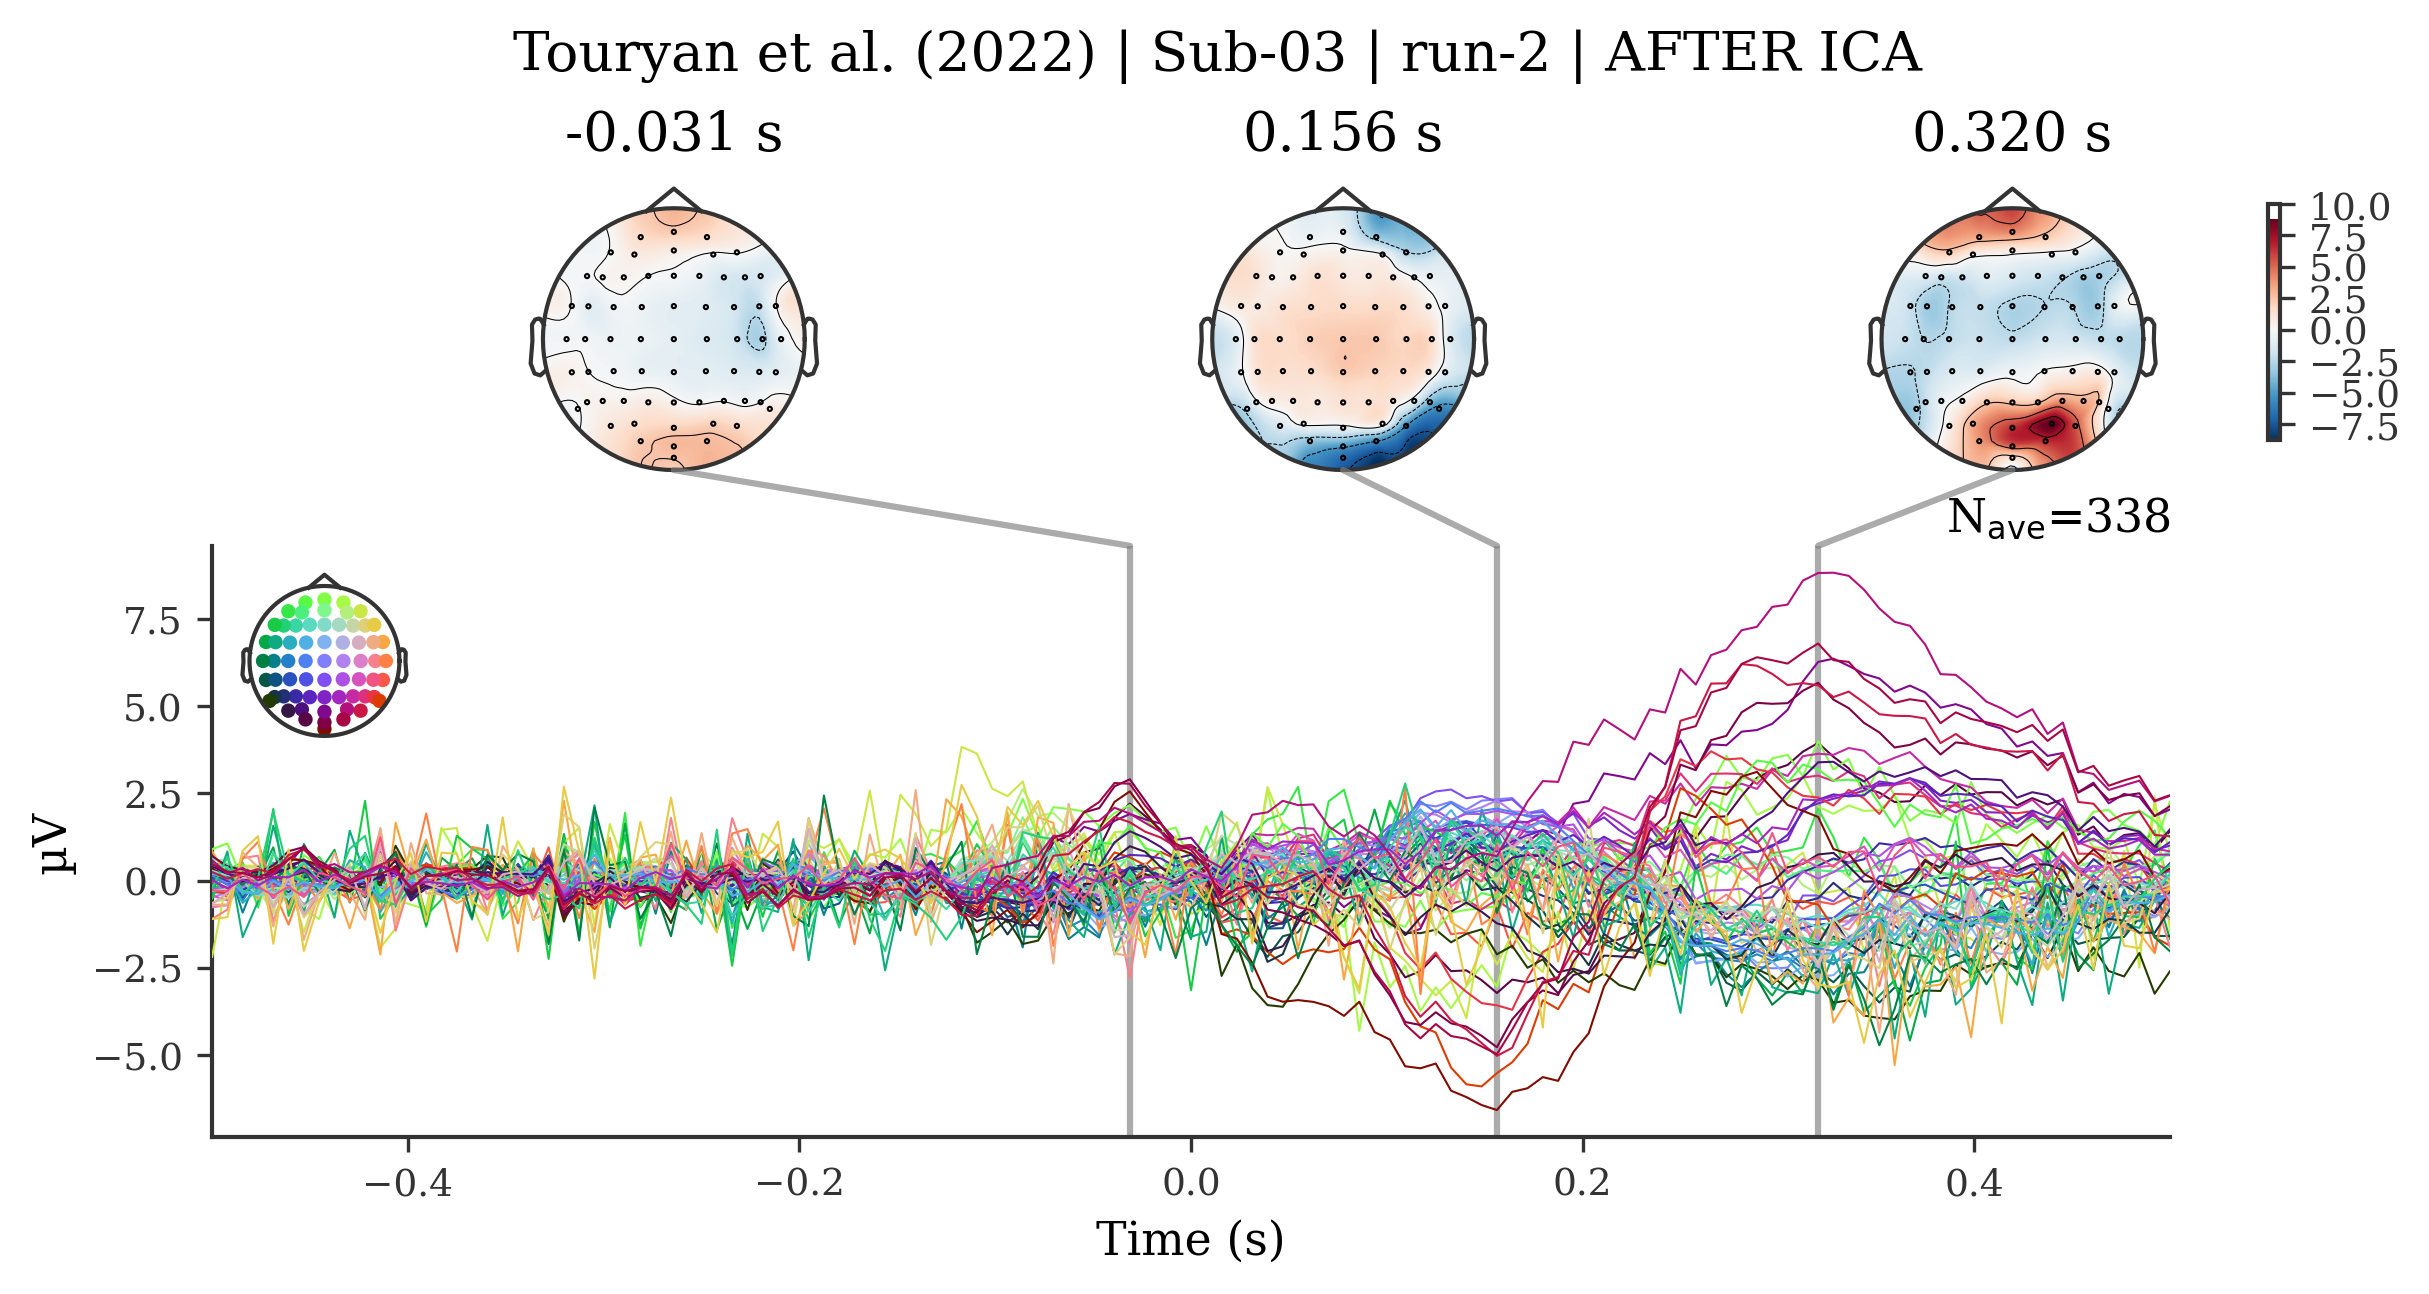 Touryan et al. (2022) | Sub-03 | run-2 | AFTER ICA
-0.031 s
0.156 s
0.320 s
10.0
7.5
5.0
2.5
0.0
−2.5
−5.0
−7.5
Nave=338
7.5
5.0
2.5
0.0
−2.5
−5.0
µV
−0.4
−0.2
0.0
0.2
0.4
Time (s)